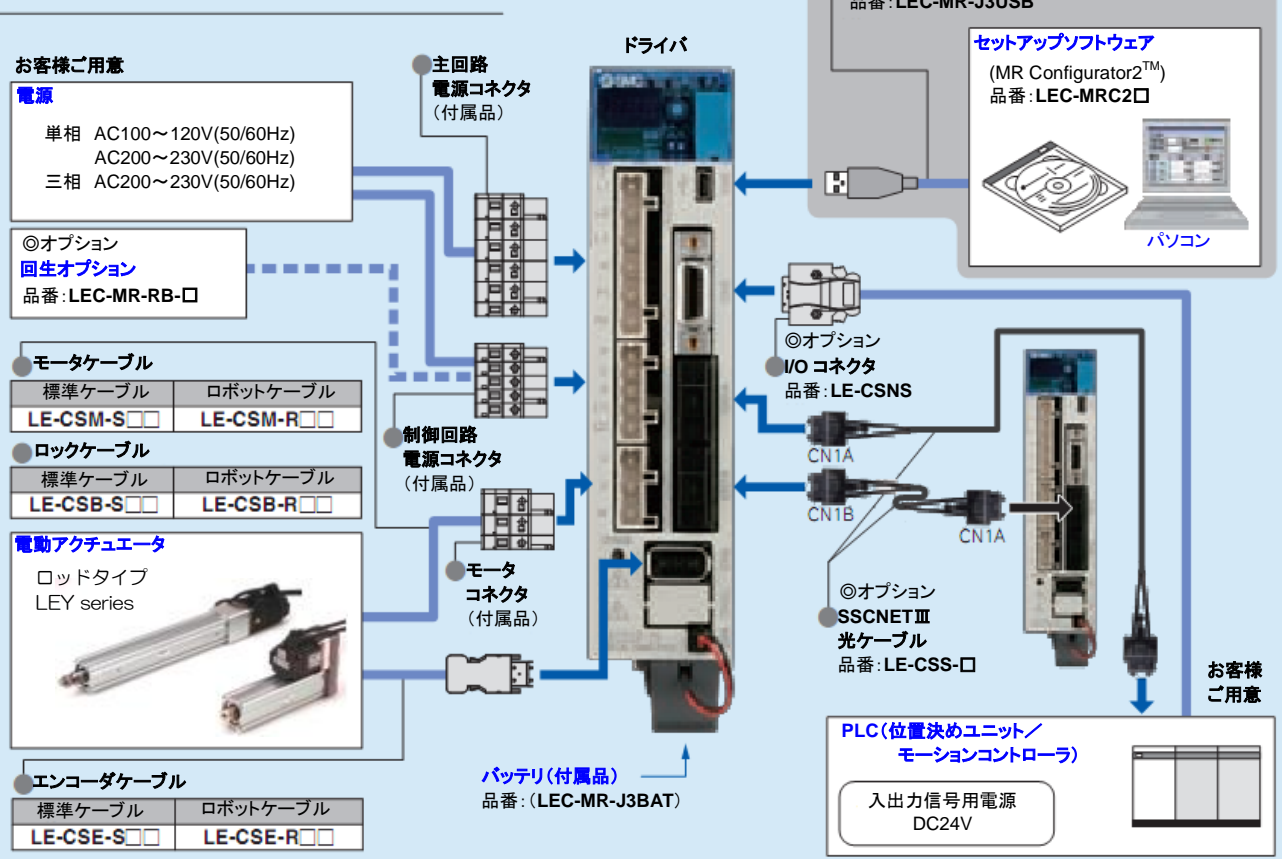 品番：LEC-MR-J3USB
セットアップソフトウェア
(MR Configurator2TM)
品番：LEC-MRC2□
パソコン
ドライバ
お客様ご用意
電源
単相 AC100～120V(50/60Hz)
AC200～230V(50/60Hz)
三相 AC200～230V(50/60Hz)
●主回路
電源コネクタ
（付属品）
◎オプション
回生オプション
品番：LEC-MR-RB-□
●モータケーブル
標準ケーブル ロボットケーブル
LE-CSM-S□□ LE-CSM-R□□
●ロックケーブル
標準ケーブル ロボットケーブル
LE-CSB-S□□ LE-CSB-R□□
●制御回路
電源コネクタ
（付属品）
◎オプション
●I/O コネクタ
品番：LE-CSNS
CN1A
CN1B
CN1A
電動アクチュエータ
ロッドタイプ
LEY series
●モータ
コネクタ
（付属品）
◎オプション
●SSCNETⅢ
光ケーブル
品番：LE-CSS-□
●エンコーダケーブル
標準ケーブル ロボットケーブル
LE-CSE-S□□ LE-CSE-R□□
バッテリ（付属品）
品番：（LEC-MR-J3BAT）
お客様
ご用意
PLC（位置決めユニット／
モーションコントローラ）
入出力信号用電源
DC24V